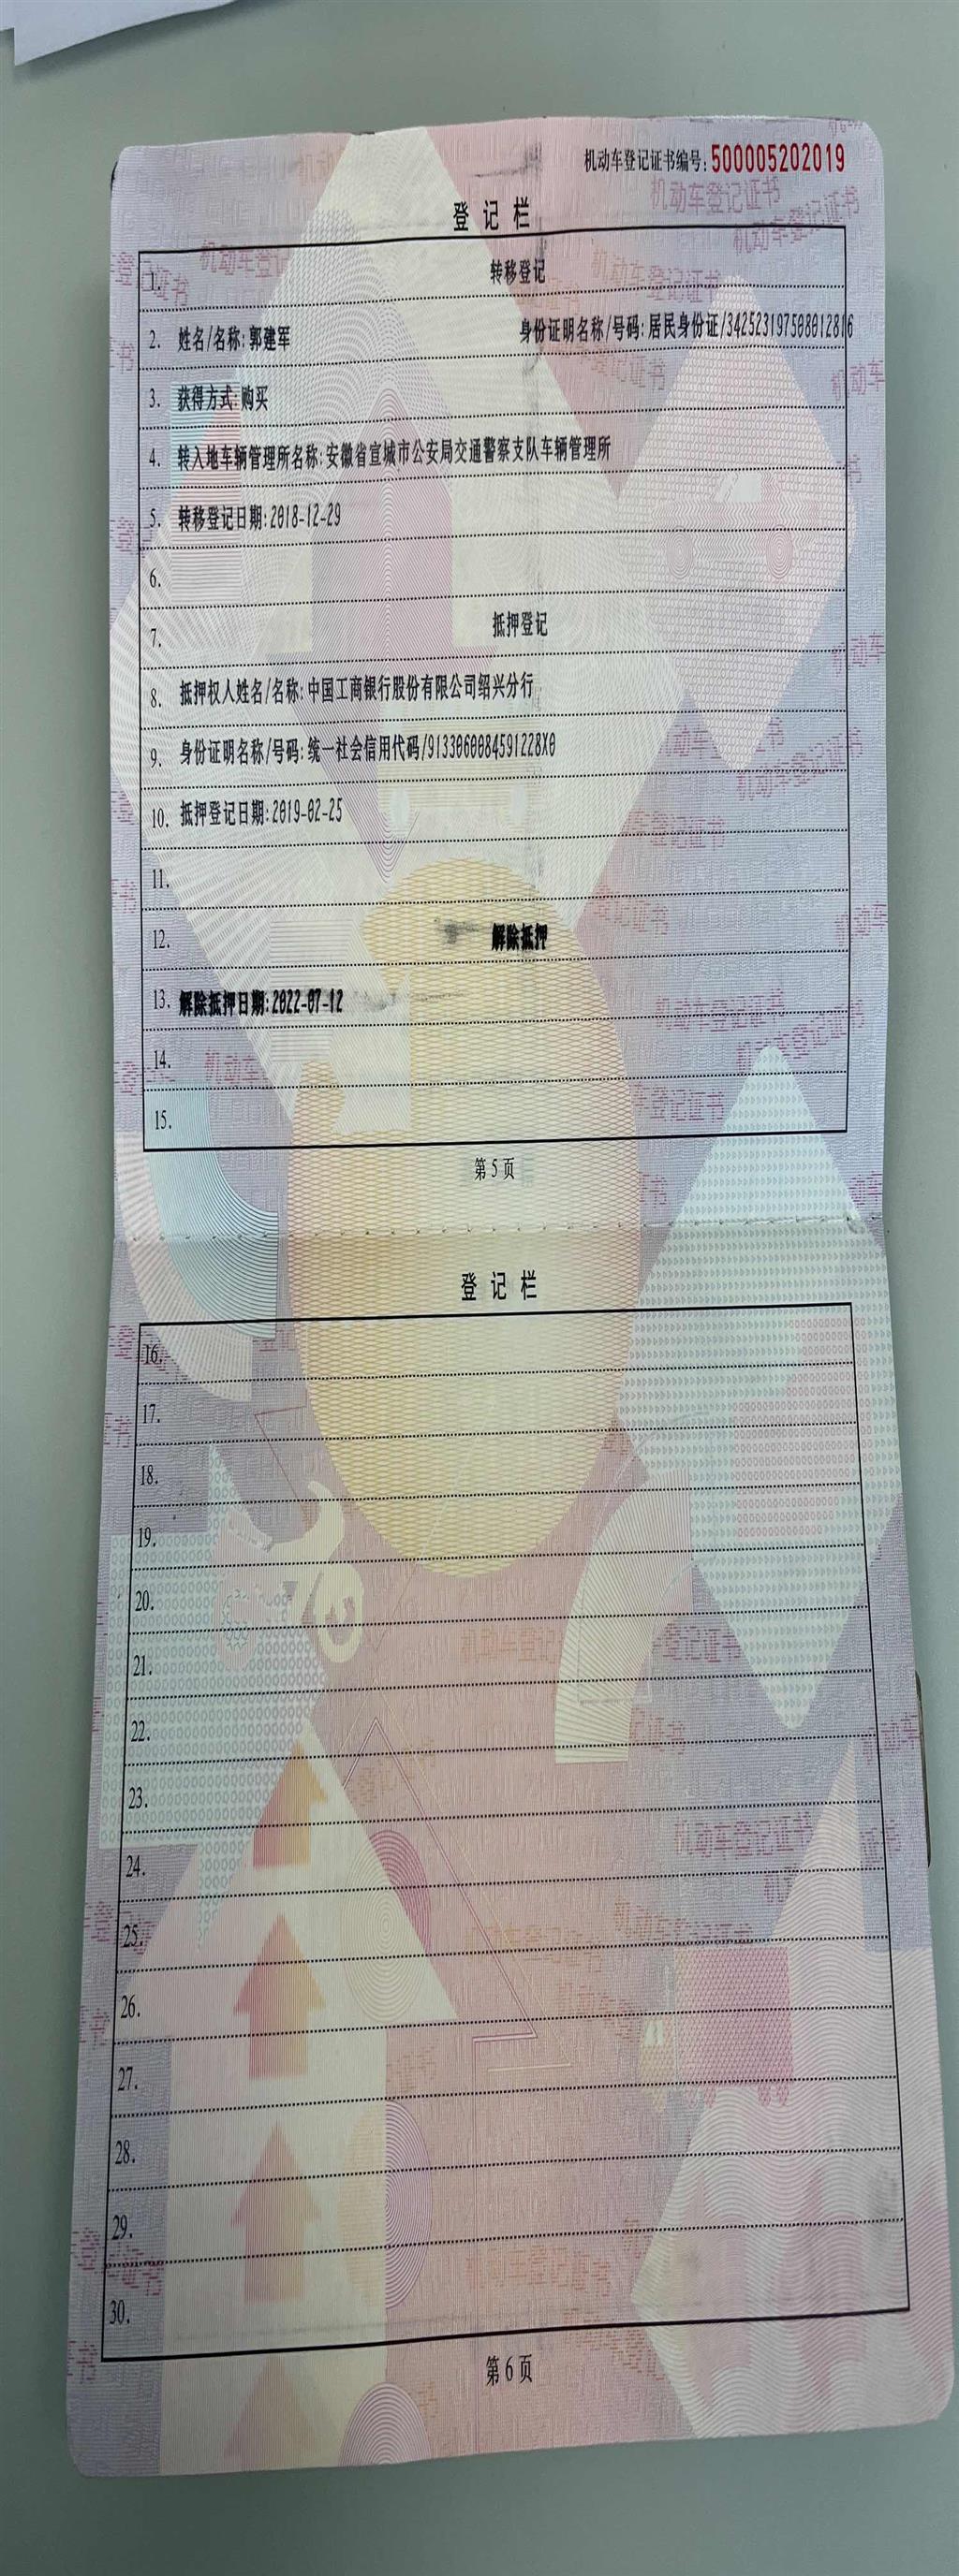 机动车登记证书编号:500005202019
登记栏
1. 转移登记
2. 姓名/名称:郭建军 身份证明名称/号码:居民身份证/342523197508012816
3. 获得方式:购买
4. 转入地车辆管理所名称:安徽省宣城市公安局交通警察支队车辆管理所
5. 转移登记日期:2018-12-29
6.
7. 抵押登记
8. 抵押权人姓名/名称:中国工商银行股份有限公司绍兴分行
9. 身份证明名称/号码:统一社会信用代码/9133060084591228X0
10. 抵押登记日期:2019-02-25
11.
12. 解除抵押
13. 解除抵押日期:2022-07-12
14.
15.
第5页
登记栏
16.
17.
18.
19.
20.
21.
22.
23.
24.
25.
26.
27.
28.
29.
30.
第6页